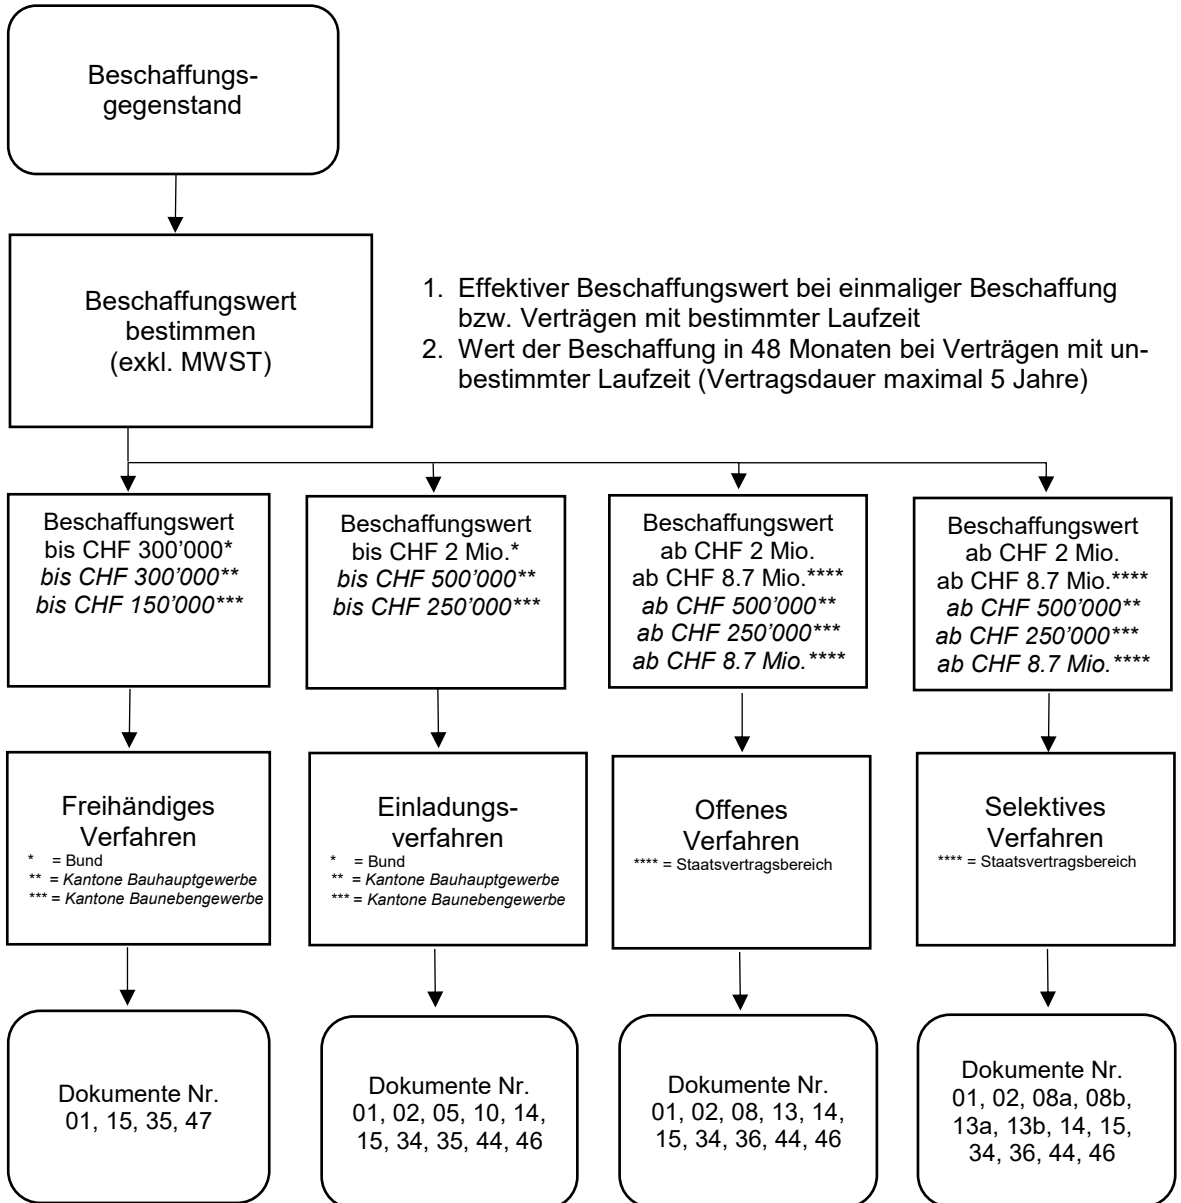 Beschaffungs-
gegenstand
Beschaffungswert
bestimmen
(exkl. MWST)
1. Effektiver Beschaffungswert bei einmaliger Beschaffung
bzw. Verträgen mit bestimmter Laufzeit
2. Wert der Beschaffung in 48 Monaten bei Verträgen mit un-
bestimmter Laufzeit (Vertragsdauer maximal 5 Jahre)
Beschaffungswert
bis CHF 300’000*
bis CHF 300’000**
bis CHF 150’000***
Beschaffungswert
bis CHF 2 Mio.*
bis CHF 500’000**
bis CHF 250’000***
Beschaffungswert
ab CHF 2 Mio.
ab CHF 8.7 Mio.****
ab CHF 500’000**
ab CHF 250’000***
ab CHF 8.7 Mio.****
Beschaffungswert
ab CHF 2 Mio.
ab CHF 8.7 Mio.****
ab CHF 500’000**
ab CHF 250’000***
ab CHF 8.7 Mio.****
Freihändiges
Verfahren
* = Bund
** = Kantone Bauhauptgewerbe
*** = Kantone Baunebengewerbe
Einladungs-
verfahren
* = Bund
** = Kantone Bauhauptgewerbe
*** = Kantone Baunebengewerbe
Offenes
Verfahren
**** = Staatsvertragsbereich
Selektives
Verfahren
**** = Staatsvertragsbereich
Dokumente Nr.
01, 15, 35, 47
Dokumente Nr.
01, 02, 05, 10, 14,
15, 34, 35, 44, 46
Dokumente Nr.
01, 02, 08, 13, 14,
15, 34, 36, 44, 46
Dokumente Nr.
01, 02, 08a, 08b,
13a, 13b, 14, 15,
34, 36, 44, 46